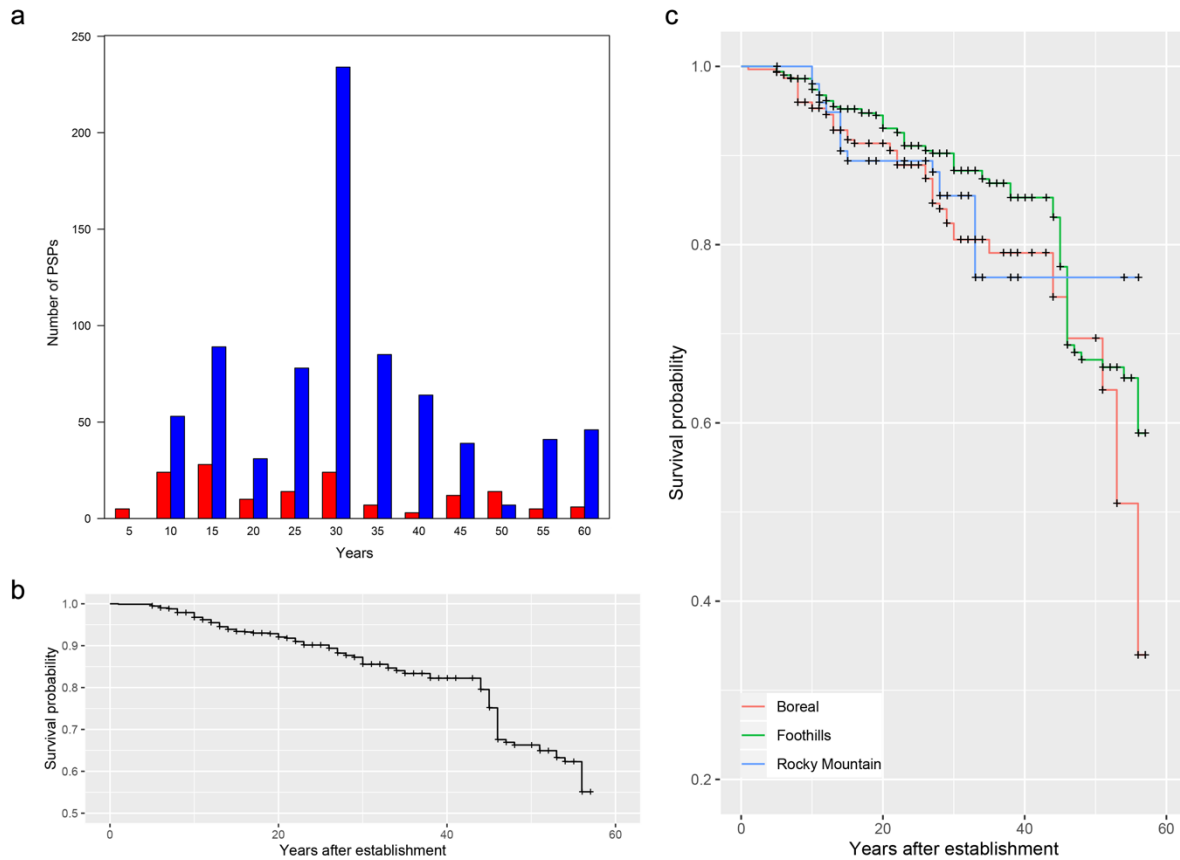 a
250
200
150
100
50
0
Number of PSPs
5 10 15 20 25 30 35 40 45 50 55 60
Years
b
1.0
0.9
0.8
0.7
0.6
0.5
Survival probability
0 20 40 60
Years after establishment
c
1.0
0.8
0.6
0.4
0.2
Survival probability
Boreal
Foothills
Rocky Mountain
0 20 40 60
Years after establishment